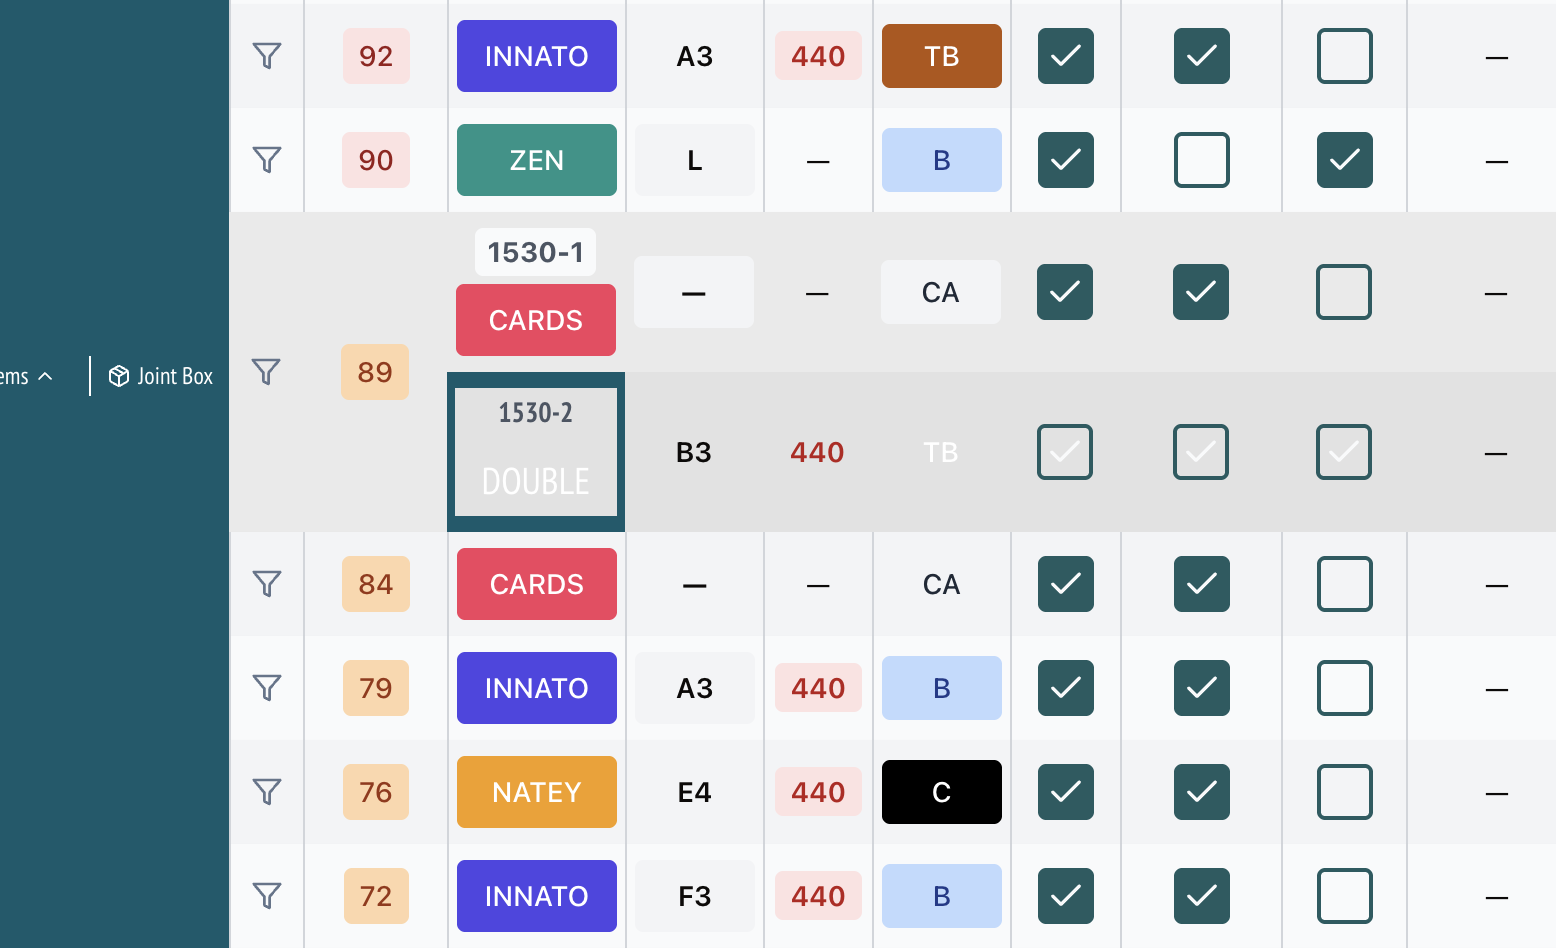 92 INNATO A3 440 TB —
90 ZEN L — B —
1530-1
CARDS — — CA —
89
ems Joint Box
1530-2
DOUBLE B3 440 TB —
84 CARDS — — CA —
79 INNATO A3 440 B —
76 NATEY E4 440 C —
72 INNATO F3 440 B —